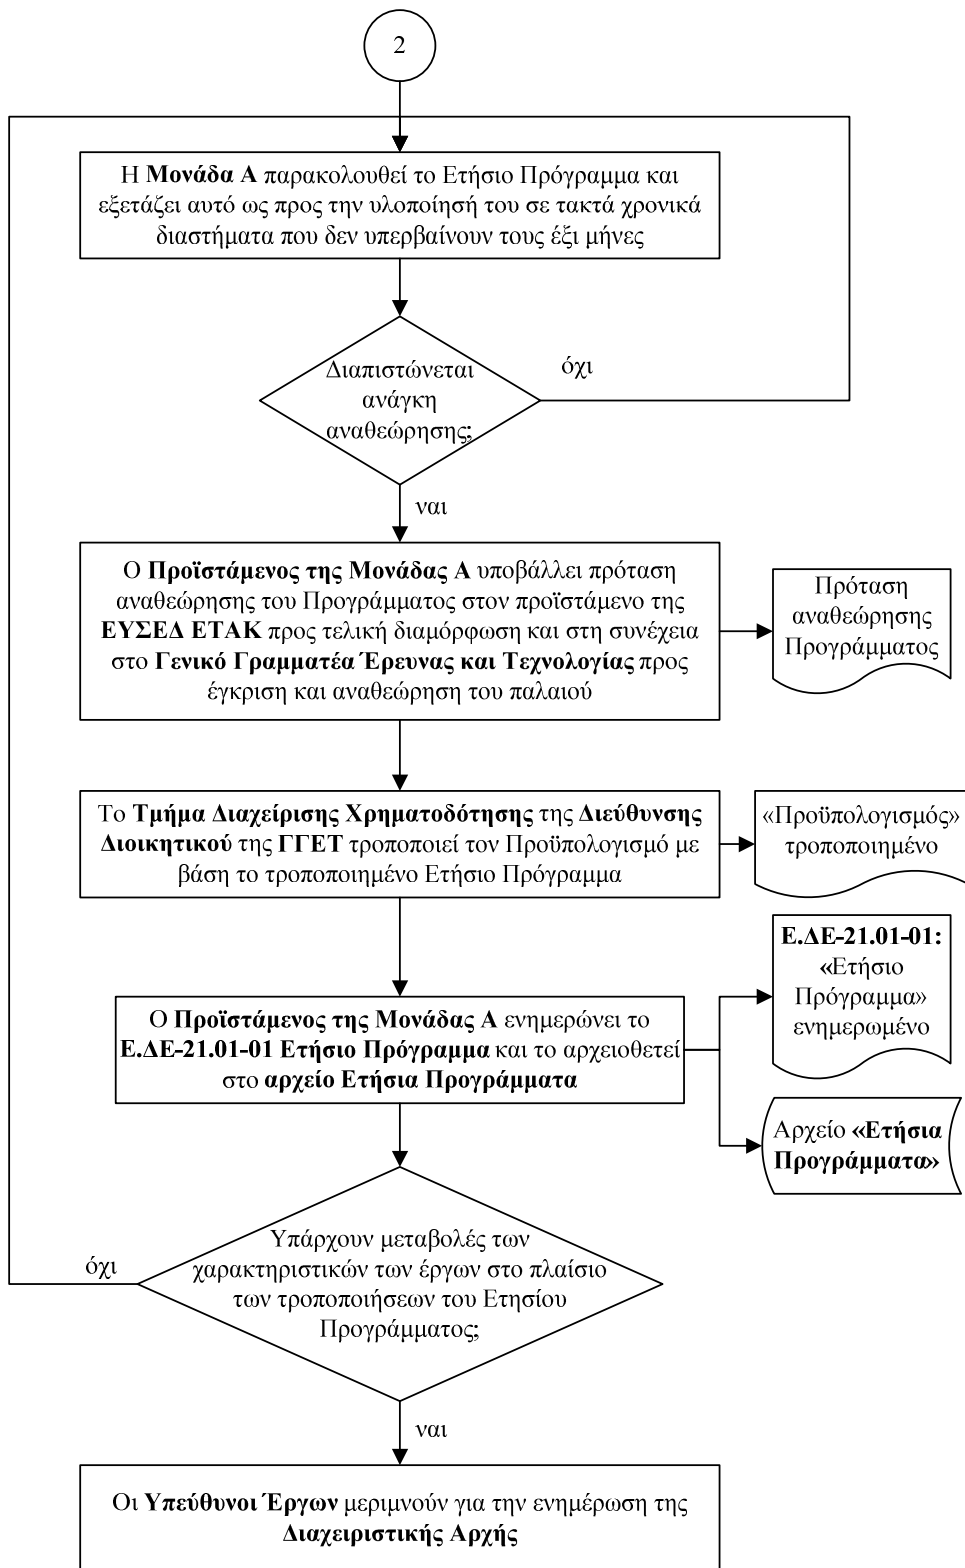 2
Η Μονάδα Α παρακολουθεί το Ετήσιο Πρόγραμμα και
εξετάζει αυτό ως προς την υλοποίησή του σε τακτά χρονικά
διαστήματα που δεν υπερβαίνουν τους έξι μήνες
Διαπιστώνεται
ανάγκη
αναθεώρησης;
όχι
ναι
Ο Προϊστάμενος της Μονάδας Α υποβάλλει πρόταση
αναθεώρησης του Προγράμματος στον προϊστάμενο της
ΕΥΣΕΔ ΕΤΑΚ προς τελική διαμόρφωση και στη συνέχεια
στο Γενικό Γραμματέα Έρευνας και Τεχνολογίας προς
έγκριση και αναθεώρηση του παλαιού
Πρόταση
αναθεώρησης
Προγράμματος
Το Τμήμα Διαχείρισης Χρηματοδότησης της Διεύθυνσης
Διοικητικού της ΓΓΕΤ τροποποιεί τον Προϋπολογισμό με
βάση το τροποποιημένο Ετήσιο Πρόγραμμα
«Προϋπολογισμός»
τροποποιημένο
Ο Προϊστάμενος της Μονάδας Α ενημερώνει το
Ε.ΔΕ-21.01-01 Ετήσιο Πρόγραμμα και το αρχειοθετεί
στο αρχείο Ετήσια Προγράμματα
Ε.ΔΕ-21.01-01:
«Ετήσιο
Πρόγραμμα»
ενημερωμένο
Αρχείο «Ετήσια
Προγράμματα»
Υπάρχουν μεταβολές των
χαρακτηριστικών των έργων στο πλαίσιο
των τροποποιήσεων του Ετησίου
Προγράμματος;
όχι
ναι
Οι Υπεύθυνοι Έργων μεριμνούν για την ενημέρωση της
Διαχειριστικής Αρχής